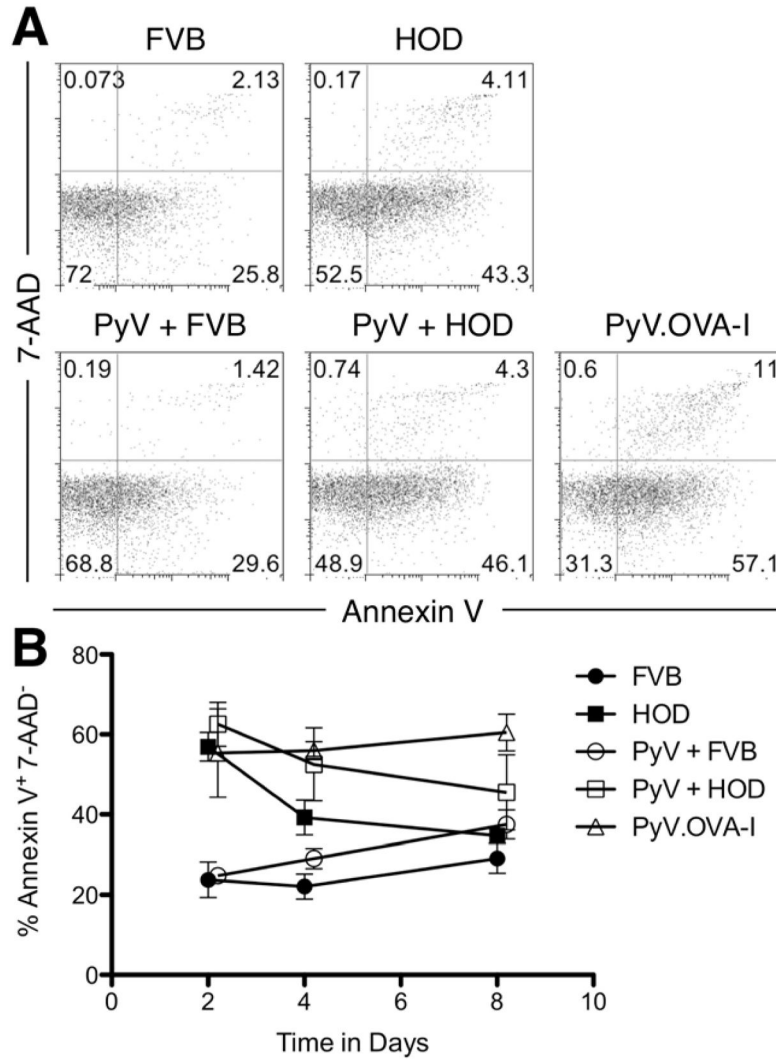 A
FVB HOD
0.073 2.13 0.17 4.11
72 25.8 52.5 43.3
7-AAD
PyV + FVB PyV + HOD PyV.OVA-I
0.19 1.42 0.74 4.3 0.6 11
68.8 29.6 48.9 46.1 31.3 57.1
Annexin V
B
% Annexin V⁺ 7-AAD⁻
80
60
40
20
0
0 2 4 6 8 10
Time in Days
FVB
HOD
PyV + FVB
PyV + HOD
PyV.OVA-I